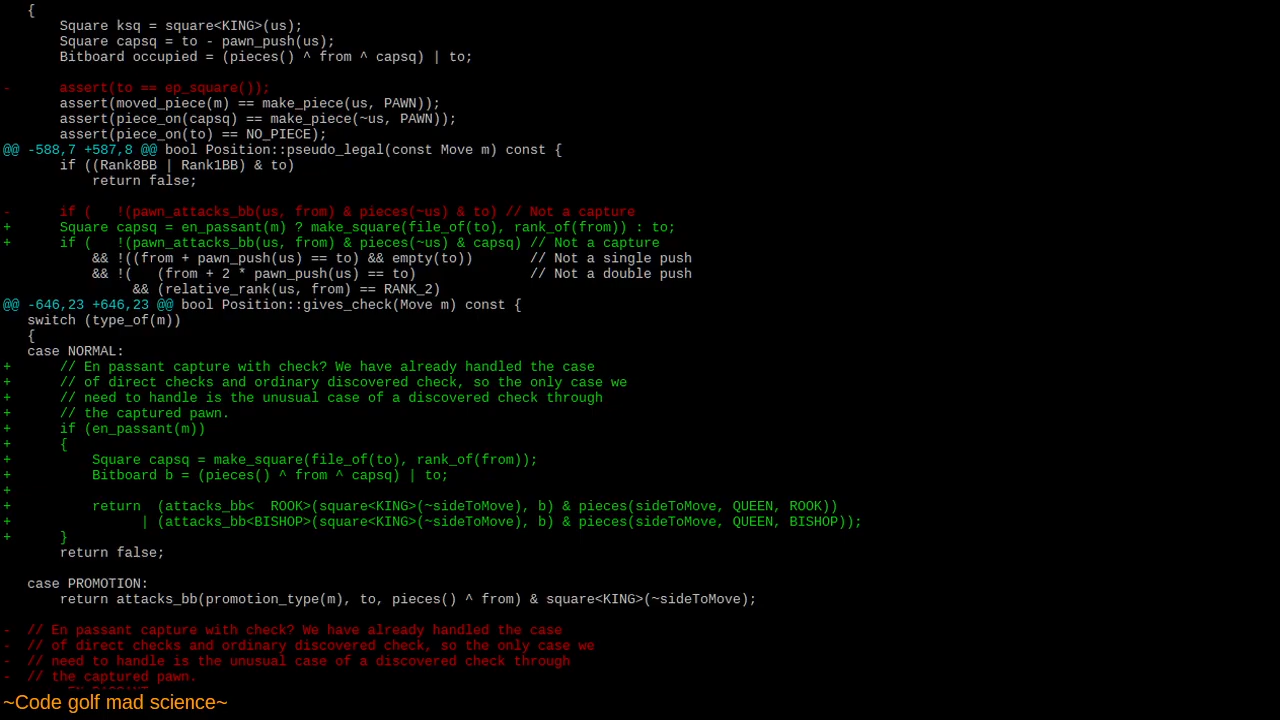 {
Square ksq = square<KING>(us);
Square capsq = to - pawn_push(us);
Bitboard occupied = (pieces() ^ from ^ capsq) | to;
- assert(to == ep_square());
assert(moved_piece(m) == make_piece(us, PAWN));
assert(piece_on(capsq) == make_piece(~us, PAWN));
assert(piece_on(to) == NO_PIECE);
@@ -588,7 +587,8 @@ bool Position::pseudo_legal(const Move m) const {
if ((Rank8BB | Rank1BB) & to)
return false;
- if (   !(pawn_attacks_bb(us, from) & pieces(~us) & to) // Not a capture
+ Square capsq = en_passant(m) ? make_square(file_of(to), rank_of(from)) : to;
+ if (   !(pawn_attacks_bb(us, from) & pieces(~us) & capsq) // Not a capture
&& !((from + pawn_push(us) == to) && empty(to))       // Not a single push
&& !(   (from + 2 * pawn_push(us) == to)              // Not a double push
&& (relative_rank(us, from) == RANK_2)
@@ -646,23 +646,23 @@ bool Position::gives_check(Move m) const {
switch (type_of(m))
{
case NORMAL:
+ // En passant capture with check? We have already handled the case
+ // of direct checks and ordinary discovered check, so the only case we
+ // need to handle is the unusual case of a discovered check through
+ // the captured pawn.
+ if (en_passant(m))
+ {
+ Square capsq = make_square(file_of(to), rank_of(from));
+ Bitboard b = (pieces() ^ from ^ capsq) | to;
+
+ return  (attacks_bb<  ROOK>(square<KING>(~sideToMove), b) & pieces(sideToMove, QUEEN, ROOK))
+ | (attacks_bb<BISHOP>(square<KING>(~sideToMove), b) & pieces(sideToMove, QUEEN, BISHOP));
+ }
return false;
case PROMOTION:
return attacks_bb(promotion_type(m), to, pieces() ^ from) & square<KING>(~sideToMove);
- // En passant capture with check? We have already handled the case
- // of direct checks and ordinary discovered check, so the only case we
- // need to handle is the unusual case of a discovered check through
- // the captured pawn.
~Code golf mad science~